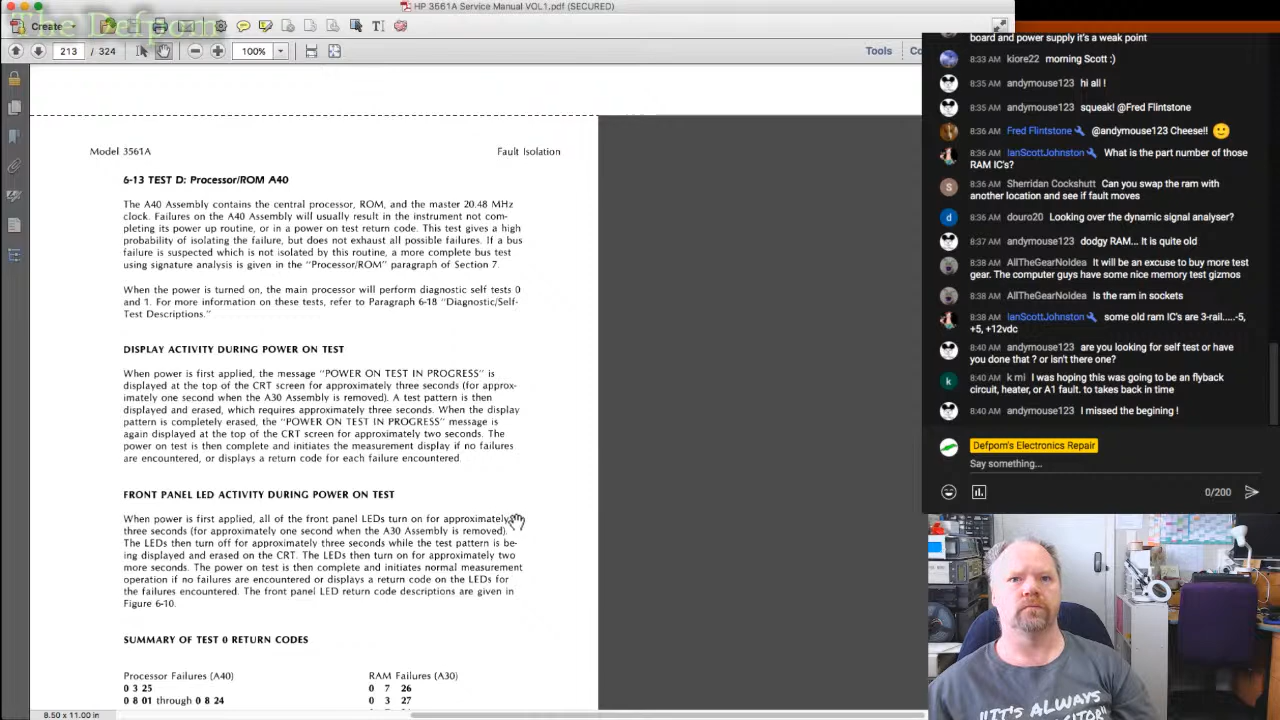 HP 3561A Service Manual VOL1.pdf (SECURED)
The Defpom
Create
213 / 324
100%
Tools
Model 3561A
Fault Isolation
6-13 TEST D: Processor/ROM A40
The A40 Assembly contains the central processor, ROM, and the master 20.48 MHz
clock. Failures on the A40 Assembly will usually result in the instrument not com-
pleting its power up routine, or in a power on test return code. This test gives a high
probability of isolating the failure, but does not exhaust all possible failures. If a bus
failure is suspected which is not isolated by this routine, a more complete bus test
using signature analysis is given in the "Processor/ROM" paragraph of Section 7.
When the power is turned on, the main processor will perform diagnostic self tests 0
and 1. For more information on these tests, refer to Paragraph 6-18 "Diagnostic/Self-
Test Descriptions."
DISPLAY ACTIVITY DURING POWER ON TEST
When power is first applied, the message "POWER ON TEST IN PROGRESS" is
displayed at the top of the CRT screen for approximately three seconds (for approx-
imately one second when the A30 Assembly is removed). A test pattern is then
displayed and erased, which requires approximately three seconds. When the display
pattern is completely erased, the "POWER ON TEST IN PROGRESS" message is
again displayed at the top of the CRT screen for approximately two seconds. The
power on test is then complete and initiates the measurement display if no failures
are encountered, or displays a return code for each failure encountered.
FRONT PANEL LED ACTIVITY DURING POWER ON TEST
When power is first applied, all of the front panel LEDs turn on for approximately
three seconds (for approximately one second when the A30 Assembly is removed).
The LEDs then turn off for approximately three seconds while the test pattern is be-
ing displayed and erased on the CRT. The LEDs then turn on for approximately two
more seconds. The power on test is then complete and initiates normal measurement
operation if no failures are encountered or displays a return code on the LEDs for
the failures encountered. The front panel LED return code descriptions are given in
Figure 6-10.
SUMMARY OF TEST 0 RETURN CODES
Processor Failures (A40)
0 3 25
0 8 01 through 0 8 24
RAM Failures (A30)
0 7 26
0 3 27
8.50 x 11.00 in
board and power supply it's a weak point
8:33 AM kiore22 morning Scott :)
8:35 AM andymouse123 hi all !
8:35 AM andymouse123 squeak! @Fred Flintstone
8:36 AM Fred Flintstone @andymouse123 Cheese!!
8:36 AM IanScottJohnston What is the part number of those
RAM IC's?
8:36 AM Sherridan Cockshutt Can you swap the ram with
another location and see if fault moves
8:36 AM douro20 Looking over the dynamic signal analyser?
8:37 AM andymouse123 dodgy RAM... It is quite old
8:38 AM AllTheGearNoIdea It will be an excuse to buy more test
gear. The computer guys have some nice memory test gizmos
8:38 AM AllTheGearNoIdea Is the ram in sockets
8:38 AM IanScottJohnston some old ram IC's are 3-rail.....-5,
+5, +12vdc
8:40 AM andymouse123 are you looking for self test or have
you done that ? or isn't there one?
8:40 AM k mi I was hoping this was going to be an flyback
circuit, heater, or A1 fault. to takes back in time
8:40 AM andymouse123 I missed the begining !
Defpom's Electronics Repair
Say something...
0/200
"IT'S ALWAYS